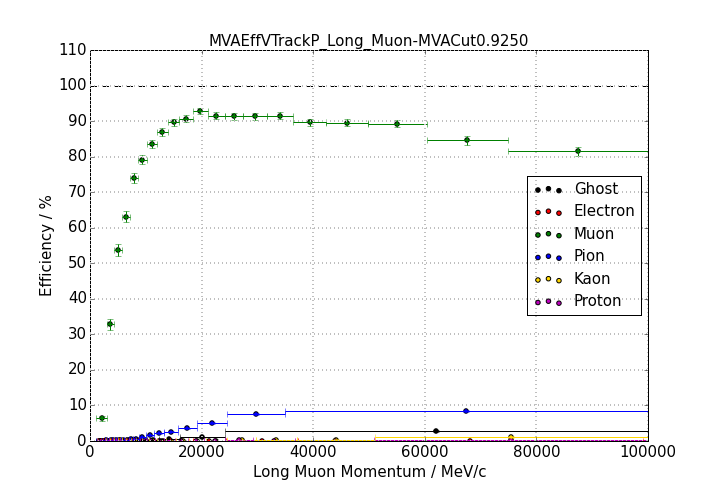 MVAEffVTrackP_Long_Muon-MVACut0.9250
110
100
90
80
70
60
50
40
30
20
10
0
Efficiency / %
Ghost
Electron
Muon
Pion
Kaon
Proton
0 20000 40000 60000 80000 100000
Long Muon Momentum / MeV/c